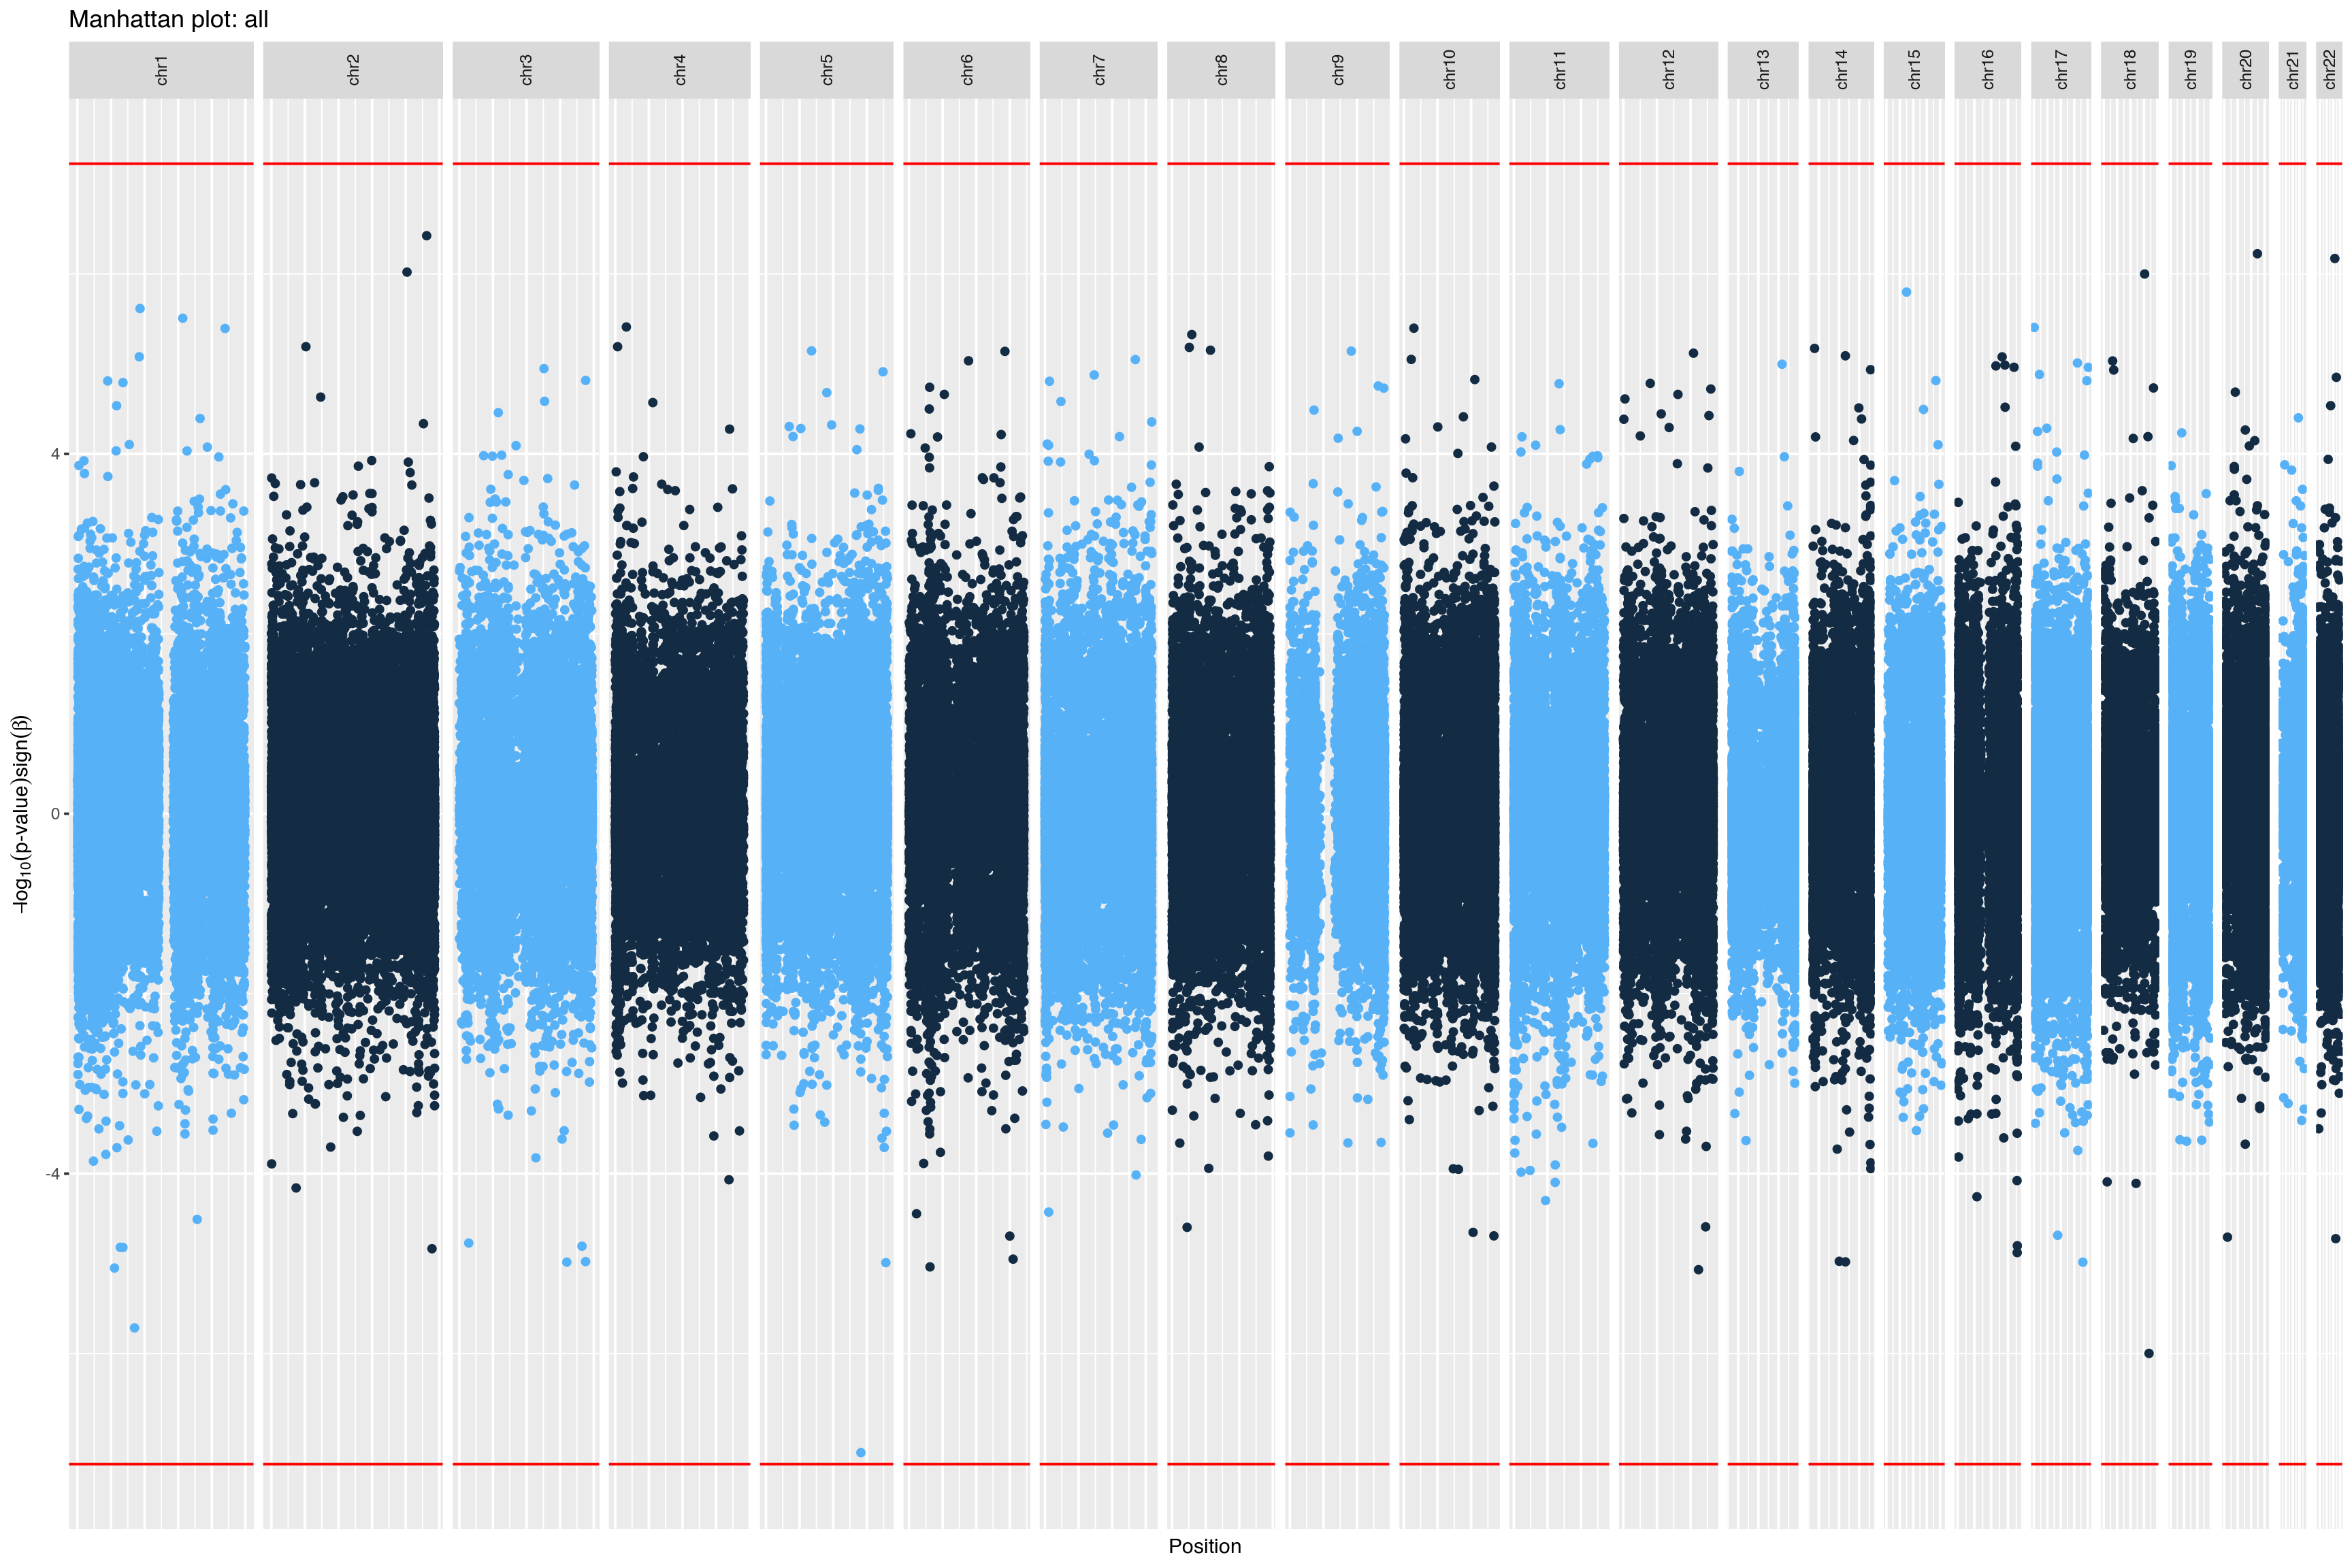 Manhattan plot: all
chr1 chr2 chr3 chr4 chr5 chr6 chr7 chr8 chr9 chr10 chr11 chr12 chr13 chr14 chr15 chr16 chr17 chr18 chr19 chr20 chr21 chr22
4
0
-4
-log₁₀(p-value)sign(β)
Position